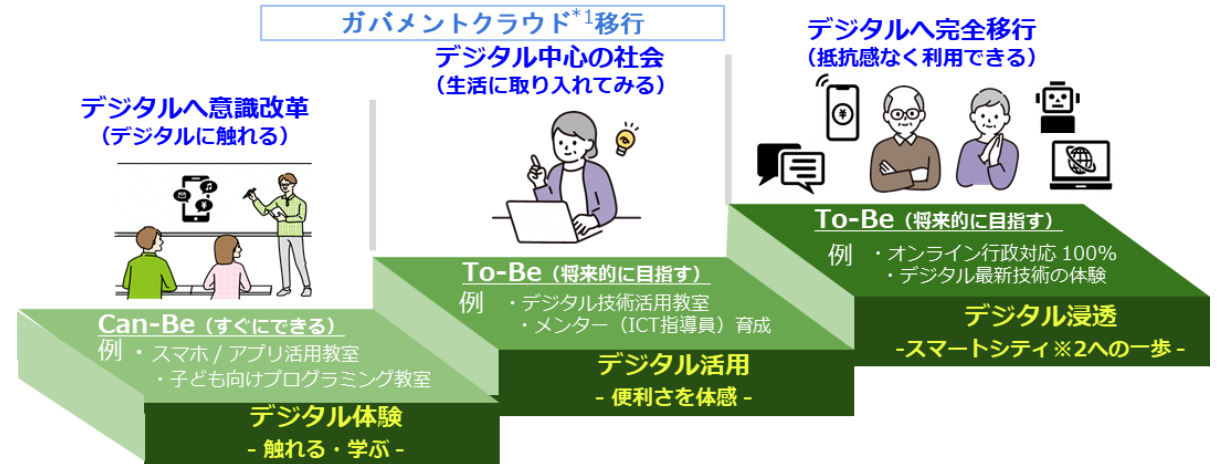 ガバメントクラウド*1移行
デジタルへ意識改革
（デジタルに触れる）
Can-Be（すぐにできる）
例 ・スマホ / アプリ活用教室
・子ども向けプログラミング教室
デジタル体験
- 触れる・学ぶ -
デジタル中心の社会
（生活に取り入れてみる）
To-Be（将来的に目指す）
例 ・デジタル技術活用教室
・メンター（ICT指導員）育成
デジタル活用
- 便利さを体感 -
デジタルへ完全移行
（抵抗感なく利用できる）
¥
To-Be（将来的に目指す）
例 ・オンライン行政対応 100%
・デジタル最新技術の体験
デジタル浸透
-スマートシティ※2への一歩 -